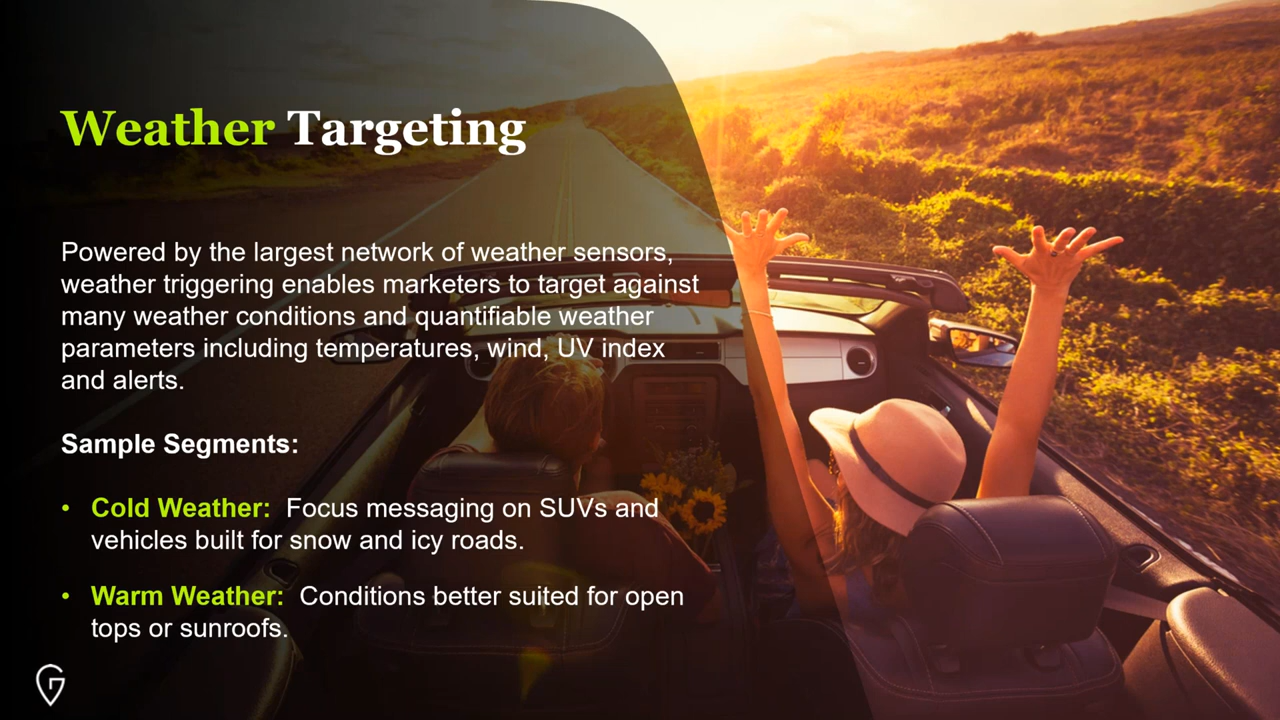 Weather Targeting
Powered by the largest network of weather sensors,
weather triggering enables marketers to target against
many weather conditions and quantifiable weather
parameters including temperatures, wind, UV index
and alerts.
Sample Segments:
• Cold Weather: Focus messaging on SUVs and
vehicles built for snow and icy roads.
• Warm Weather: Conditions better suited for open
tops or sunroofs.